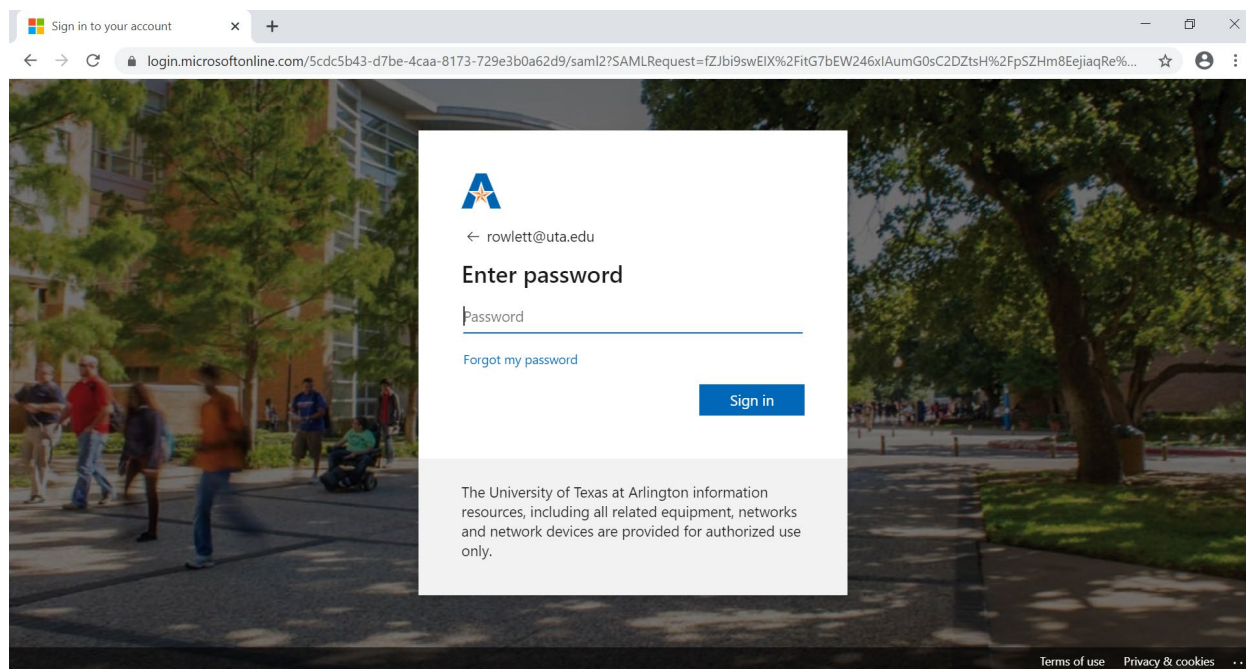 Sign in to your account
login.microsoftonline.com/5cdc5b43-d7be-4caa-8173-729e3b0a62d9/saml2?SAMLRequest=fZJbi9swEIX%2FitG7bEW246xIAumG0sC2DZtsH%2FpSZHm8EejiaqRe%...
← rowlett@uta.edu
Enter password
Password
Forgot my password
Sign in
The University of Texas at Arlington information
resources, including all related equipment, networks
and network devices are provided for authorized use
only.
Terms of use Privacy & cookies